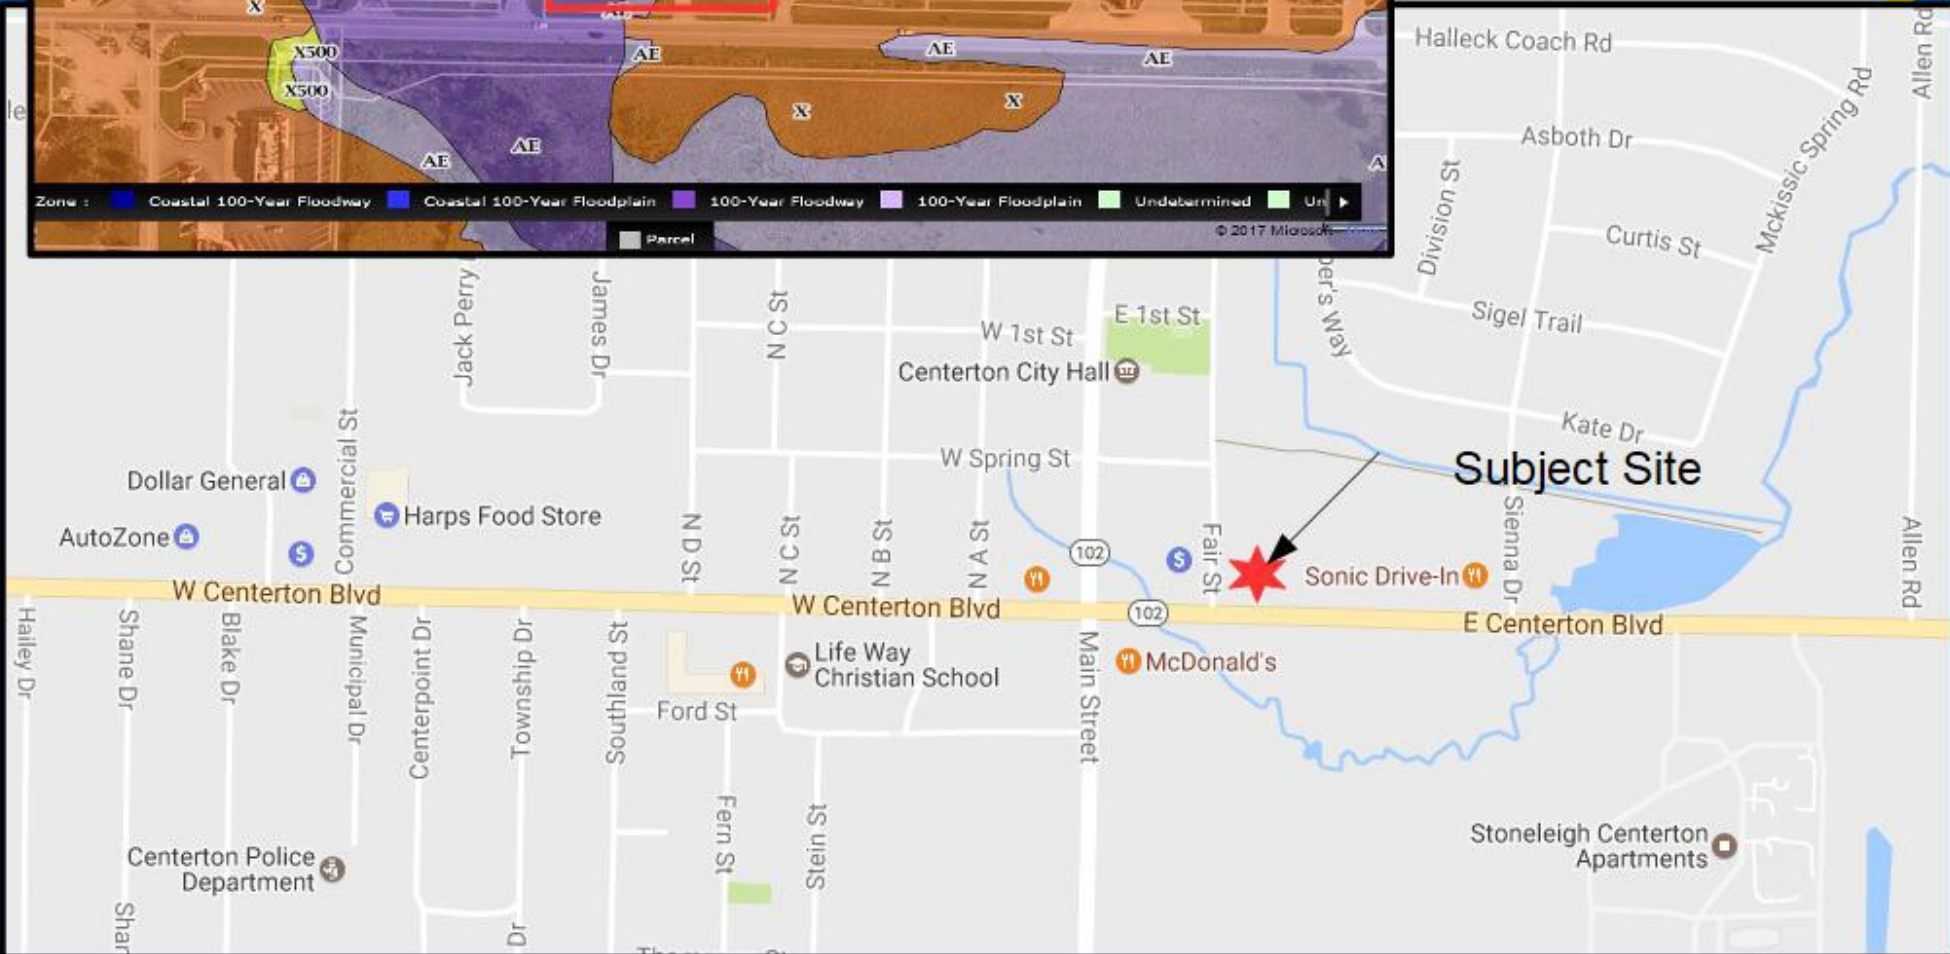 X
AE
X500
AE
AE
AE
X500
X
X
AE
AE
A
Zone :
Coastal 100-Year Floodway
Coastal 100-Year Floodplain
100-Year Floodway
100-Year Floodplain
Undetermined
Un
Parcel
© 2017 Microsoft
Halleck Coach Rd
Allen Rd
Mckissic Spring Rd
Asboth Dr
Division St
Curtis St
Sigel Trail
per's Way
Kate Dr
le
Jack Perry
James Dr
N C St
W 1st St
E 1st St
Centerton City Hall
W Spring St
Subject Site
Dollar General
Commercial St
Harps Food Store
AutoZone
$
N D St
N C St
N B St
N A St
102
$
Fair St
Sonic Drive-In
Sienna Dr
Allen Rd
W Centerton Blvd
W Centerton Blvd
102
E Centerton Blvd
Hailey Dr
Shane Dr
Blake Dr
Municipal Dr
Centerpoint Dr
Township Dr
Southland St
Life Way
Christian School
Main Street
McDonald's
Ford St
Fern St
Stein St
Centerton Police
Department
Stoneleigh Centerton
Apartments
Shan
Dr